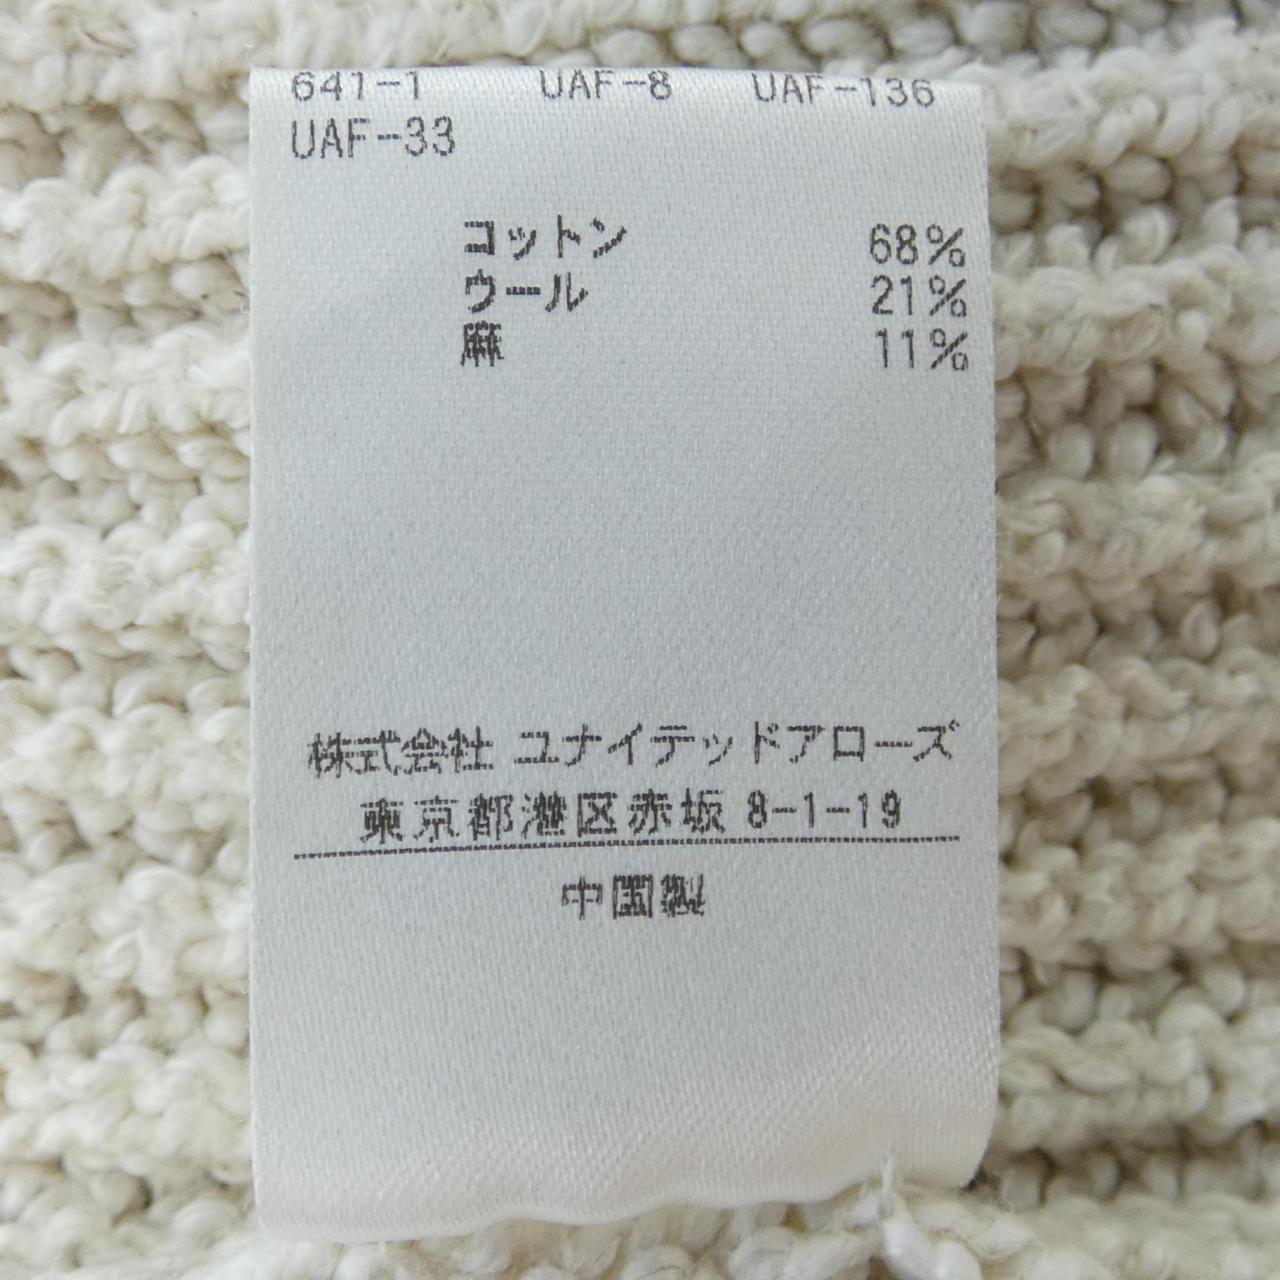 641-1 UAF-8 UAF-136
UAF-33
コットン 68%
ウール 21%
麻 11%
株式会社 ユナイテッドアローズ
東京都港区赤坂 8-1-19
中国製